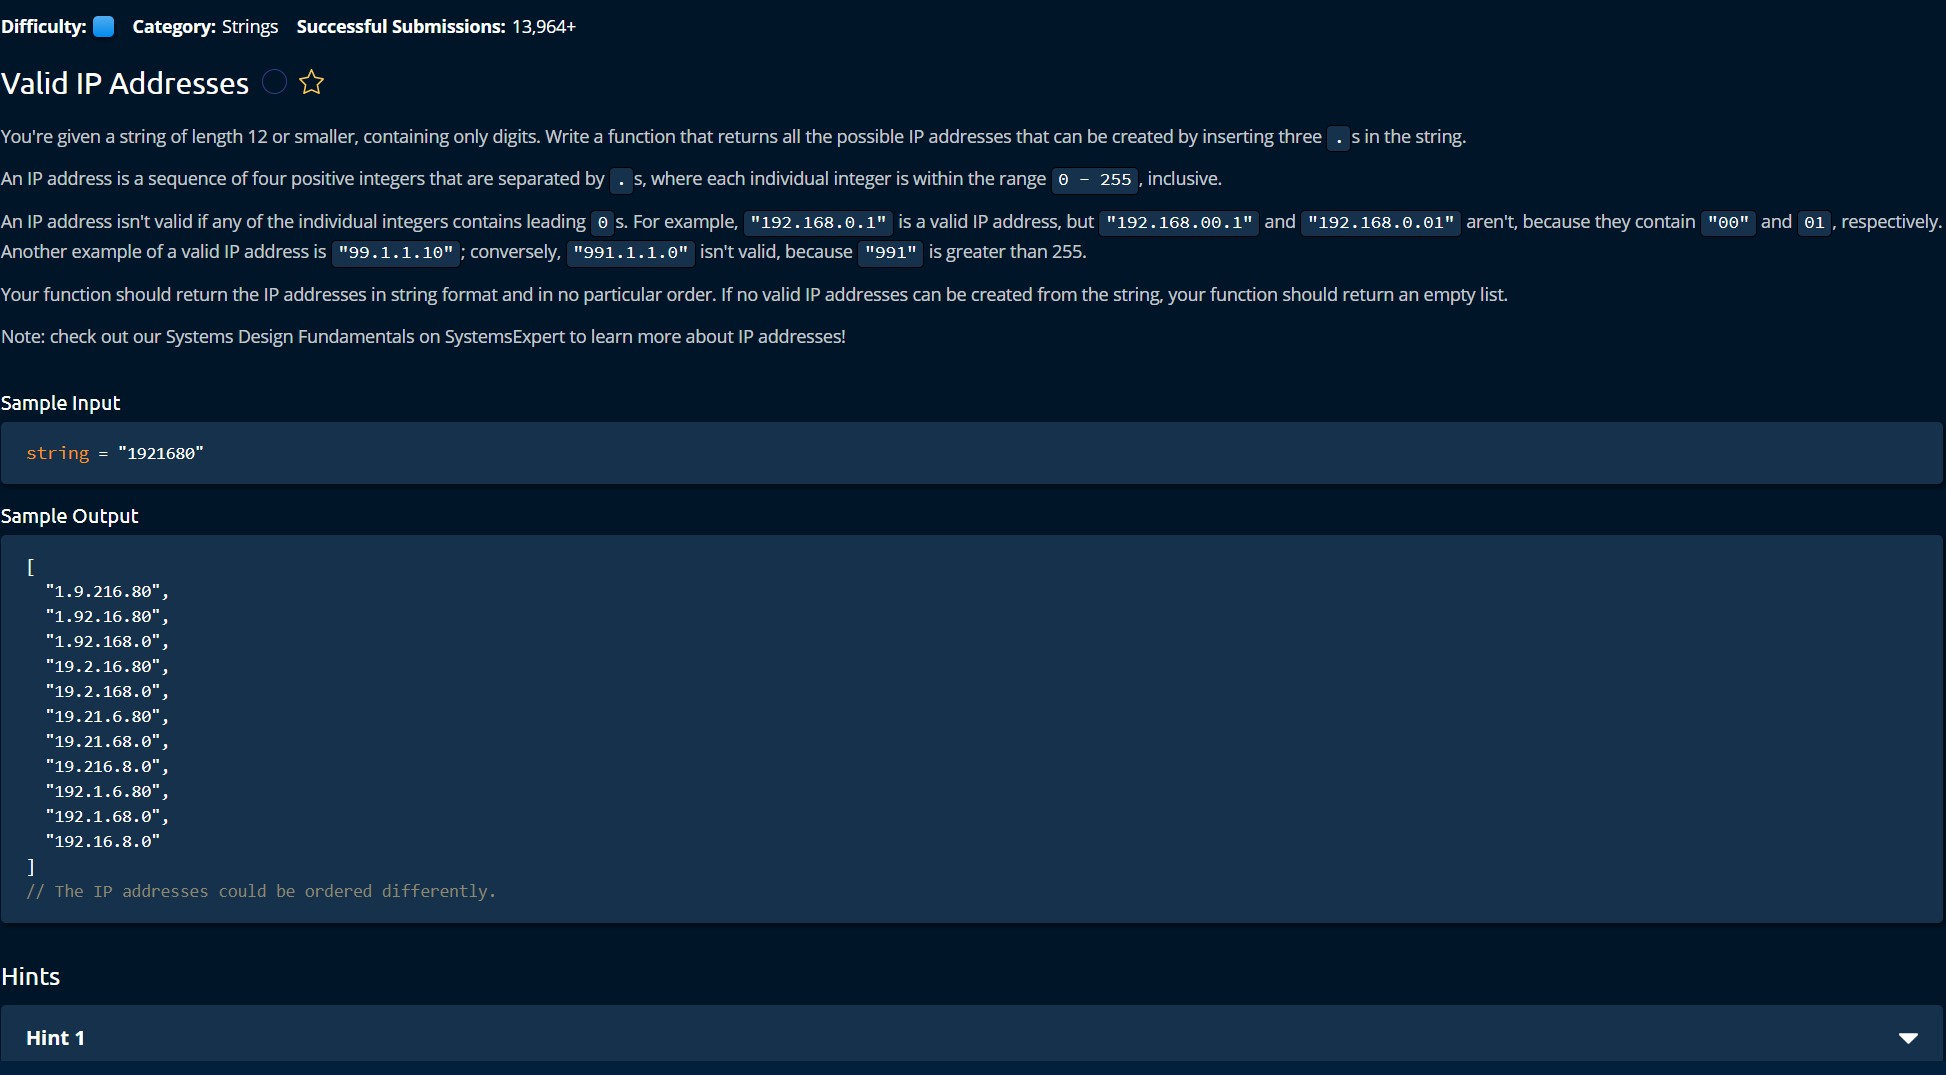 Difficulty: Category: Strings Successful Submissions: 13,964+
Valid IP Addresses
You're given a string of length 12 or smaller, containing only digits. Write a function that returns all the possible IP addresses that can be created by inserting three . s in the string.
An IP address is a sequence of four positive integers that are separated by . s, where each individual integer is within the range 0 - 255 , inclusive.
An IP address isn't valid if any of the individual integers contains leading 0 s. For example, "192.168.0.1" is a valid IP address, but "192.168.00.1" and "192.168.0.01" aren't, because they contain "00" and 01 , respectively.
Another example of a valid IP address is "99.1.1.10" ; conversely, "991.1.1.0" isn't valid, because "991" is greater than 255.
Your function should return the IP addresses in string format and in no particular order. If no valid IP addresses can be created from the string, your function should return an empty list.
Note: check out our Systems Design Fundamentals on SystemsExpert to learn more about IP addresses!
Sample Input
string = "1921680"
Sample Output
[
"1.9.216.80",
"1.92.16.80",
"1.92.168.0",
"19.2.16.80",
"19.2.168.0",
"19.21.6.80",
"19.21.68.0",
"19.216.8.0",
"192.1.6.80",
"192.1.68.0",
"192.16.8.0"
]
// The IP addresses could be ordered differently.
Hints
Hint 1